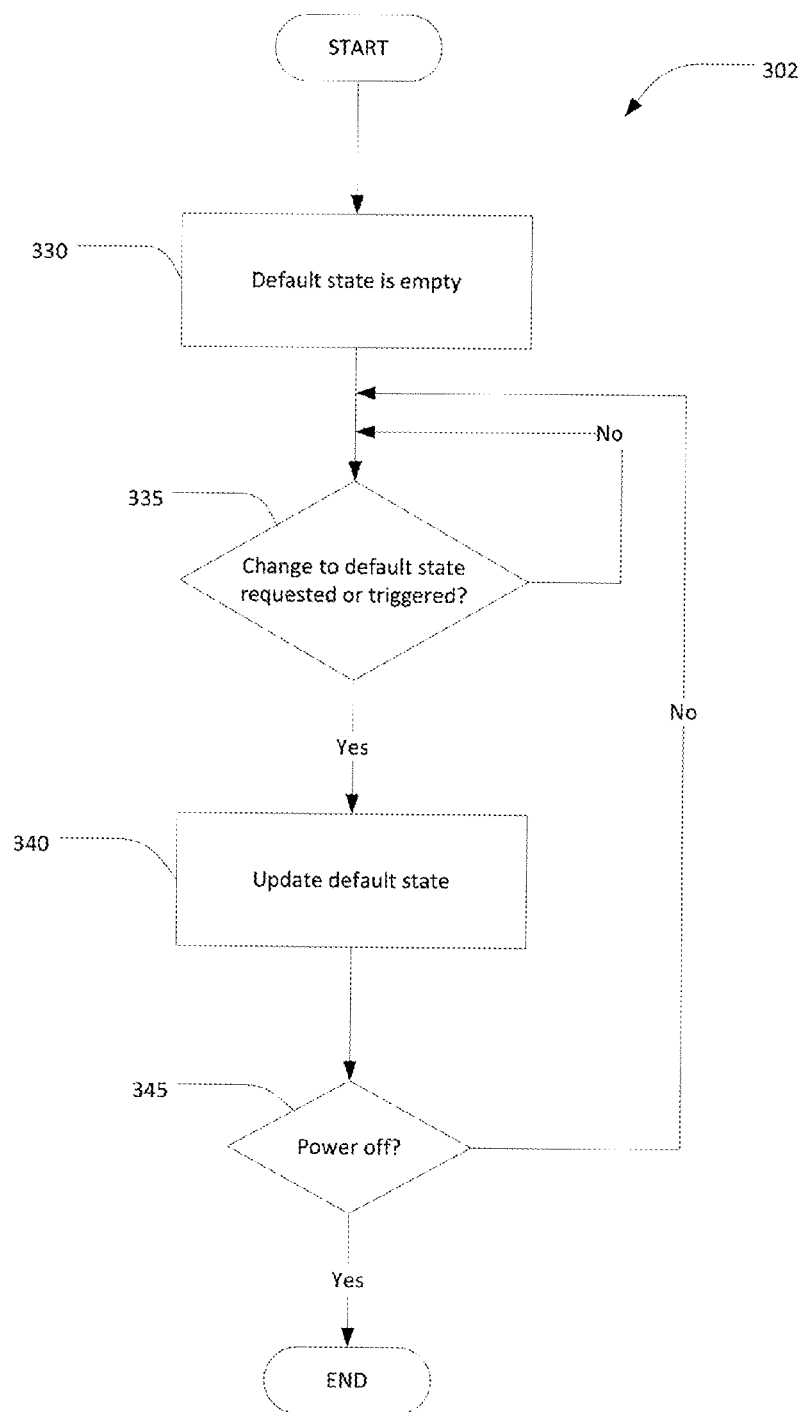 START
302
330
Default state is empty
No
335
Change to default state
requested or triggered?
No
Yes
340
Update default state
345
Power off?
Yes
END